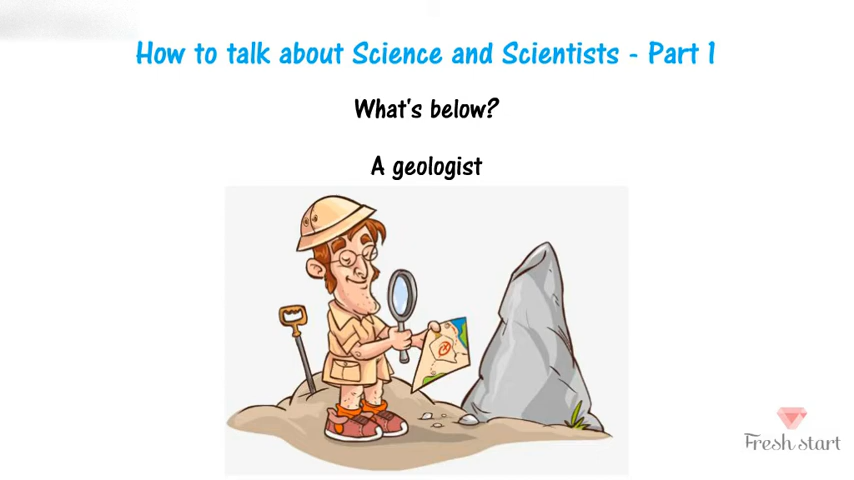 How to talk about Science and Scientists - Part 1
What's below?
A geologist
Fresh start